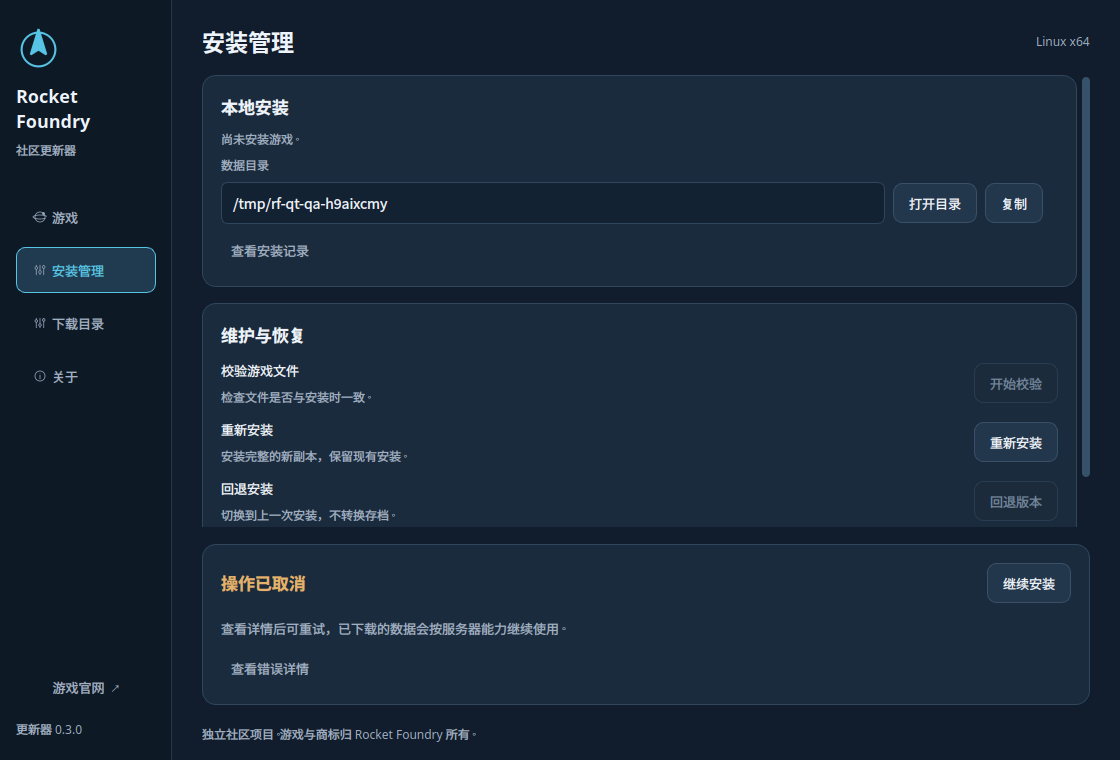 Rocket
Foundry
社区更新器
游戏
安装管理
下载目录
关于
游戏官网 ↗
更新器 0.3.0
安装管理
Linux x64
本地安装
尚未安装游戏。
数据目录
/tmp/rf-qt-qa-h9aixcmy
打开目录
复制
查看安装记录
维护与恢复
校验游戏文件
检查文件是否与安装时一致。
开始校验
重新安装
安装完整的新副本，保留现有安装。
重新安装
回退安装
切换到上一次安装，不转换存档。
回退版本
操作已取消
继续安装
查看详情后可重试，已下载的数据会按服务器能力继续使用。
查看错误详情
独立社区项目·游戏与商标归 Rocket Foundry 所有。